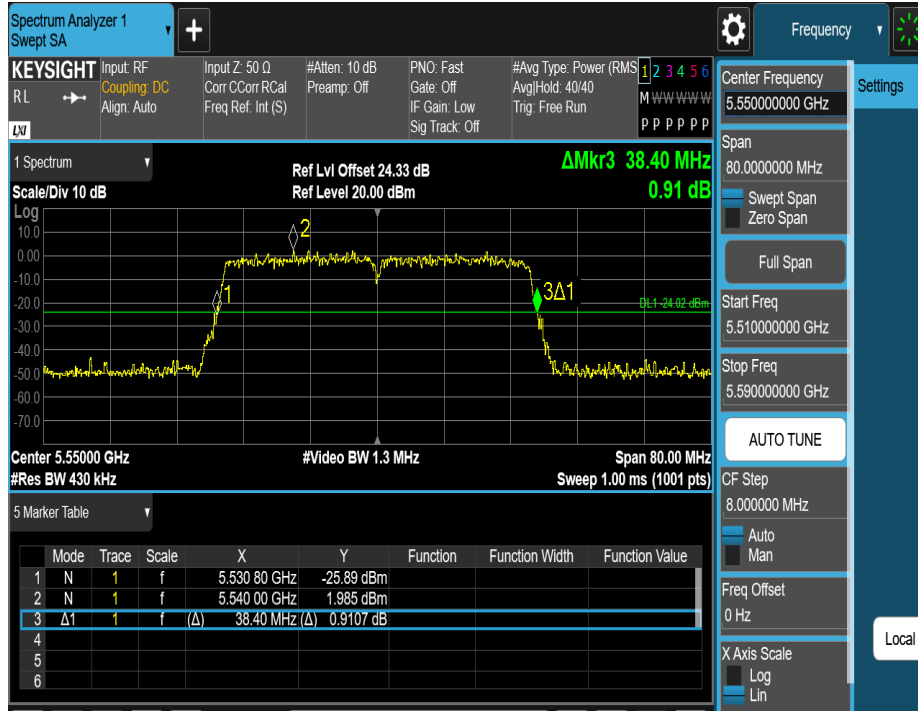 Spectrum Analyzer 1
Swept SA
+
Frequency
KEYSIGHT
RL
LXI
Input: RF
Coupling: DC
Align: Auto
Input Z: 50 Ω
Corr CCorr RCal
Freq Ref: Int (S)
#Atten: 10 dB
Preamp: Off
PNO: Fast
Gate: Off
IF Gain: Low
Sig Track: Off
#Avg Type: Power (RMS
Avg|Hold: 40/40
Trig: Free Run
1 2 3 4 5 6
M W W W W W
P P P P P P
Center Frequency
5.550000000 GHz
Settings
Span
80.0000000 MHz
Swept Span
Zero Span
Full Span
Start Freq
5.510000000 GHz
Stop Freq
5.590000000 GHz
AUTO TUNE
CF Step
8.000000 MHz
Auto
Man
Freq Offset
0 Hz
X Axis Scale
Log
Lin
Local
1 Spectrum
Scale/Div 10 dB
Ref Lvl Offset 24.33 dB
Ref Level 20.00 dBm
ΔMkr3 38.40 MHz
0.91 dB
Log
10.0
0.00
-10.0
-20.0
-30.0
-40.0
-50.0
-60.0
-70.0
2
1
3Δ1
DL1 -24.02 dBm
Center 5.55000 GHz
#Video BW 1.3 MHz
Span 80.00 MHz
#Res BW 430 kHz
Sweep 1.00 ms (1001 pts)
5 Marker Table
Mode Trace Scale X Y Function Function Width Function Value
1 N 1 f 5.530 80 GHz -25.89 dBm
2 N 1 f 5.540 00 GHz 1.985 dBm
3 Δ1 1 f (Δ) 38.40 MHz (Δ) 0.9107 dB
4
5
6